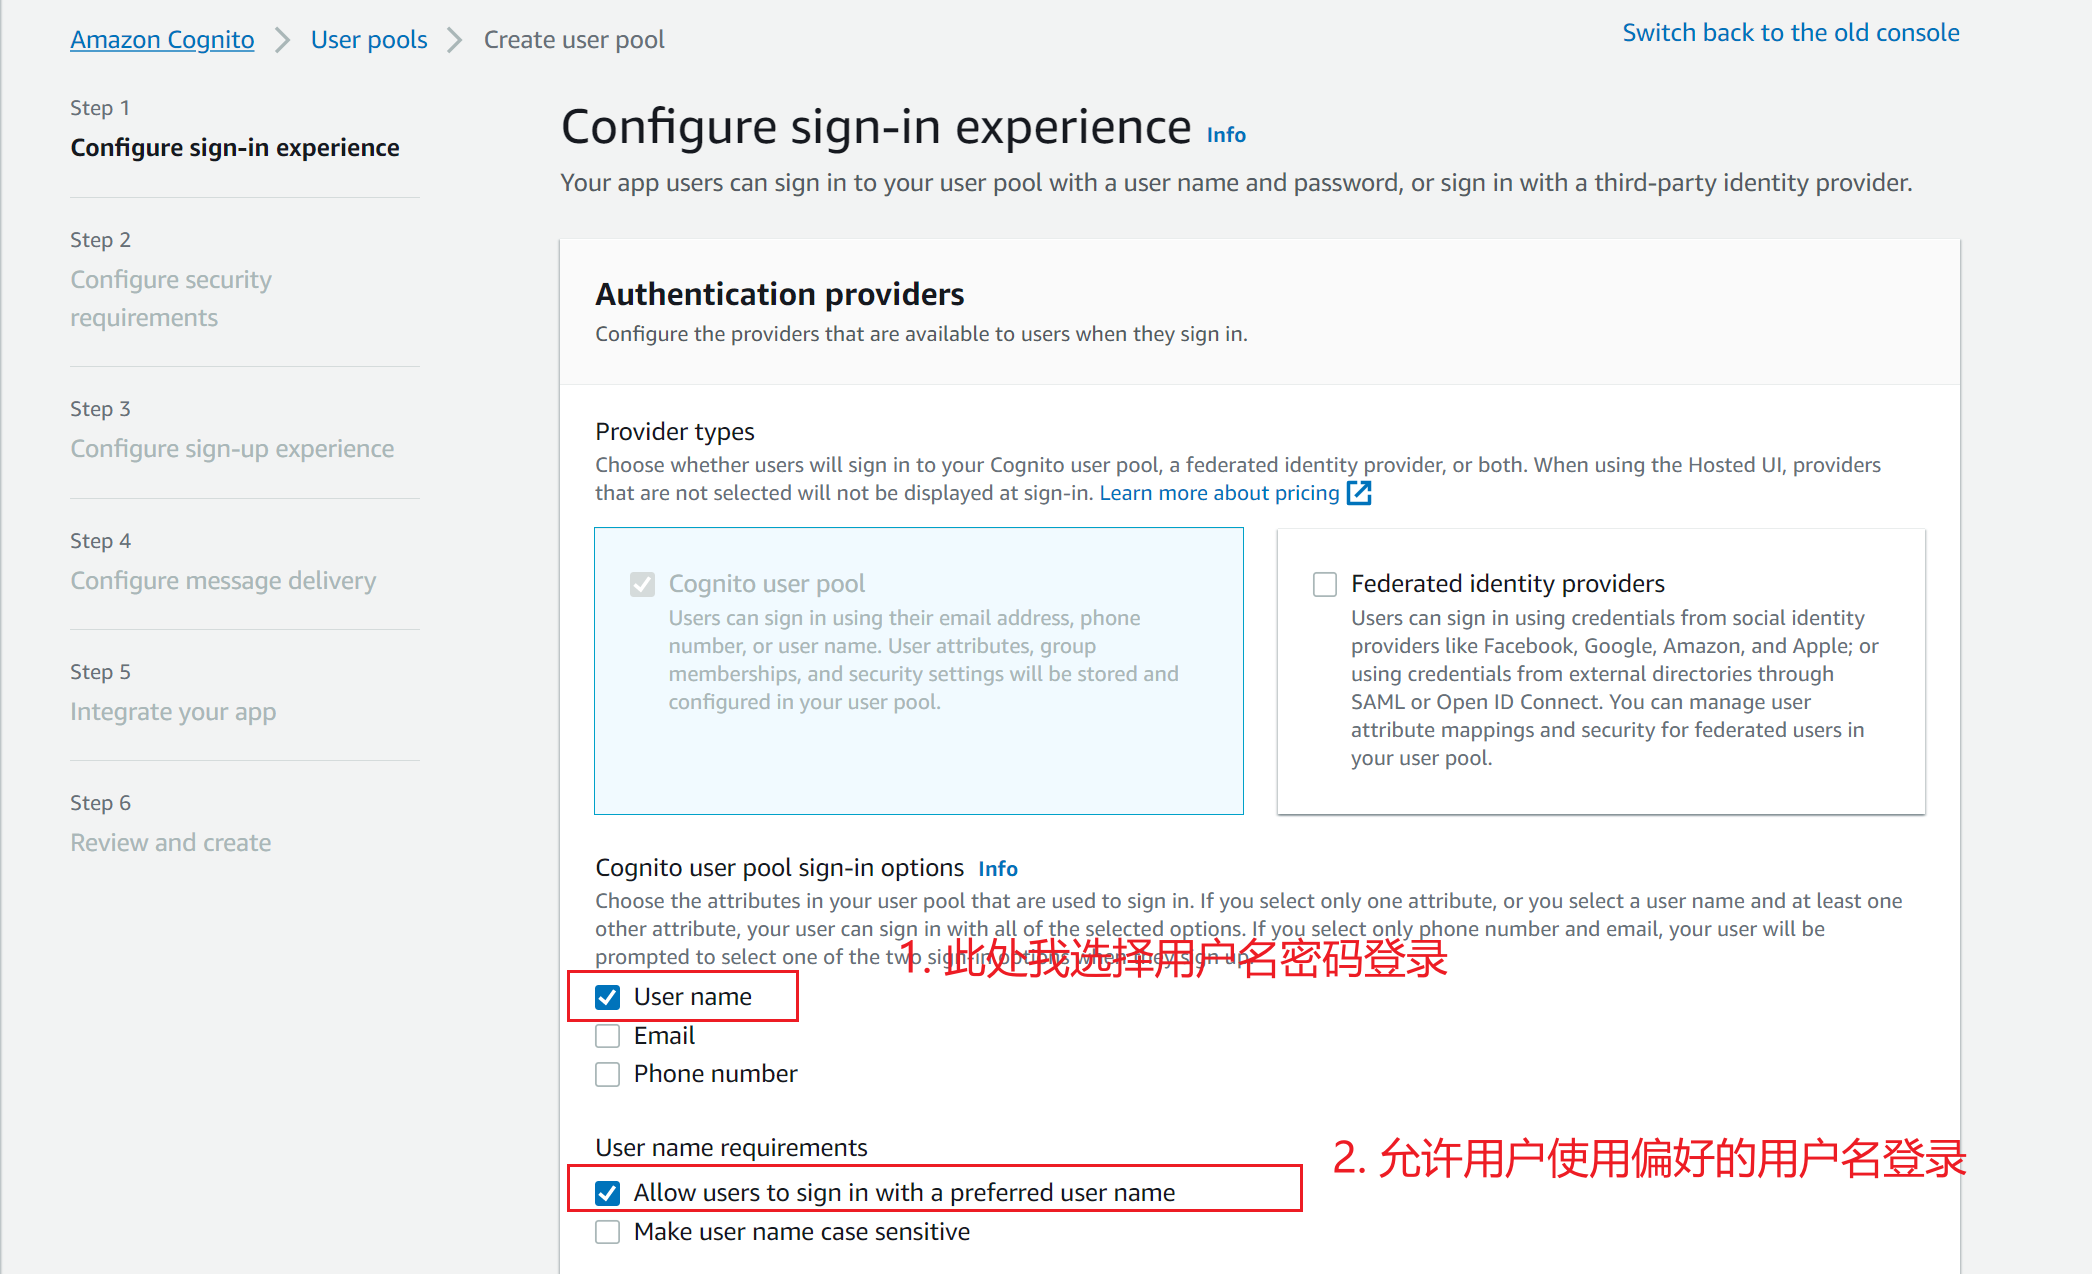 Amazon Cognito > User pools > Create user pool
Switch back to the old console
Step 1
Configure sign-in experience
Step 2
Configure security
requirements
Step 3
Configure sign-up experience
Step 4
Configure message delivery
Step 5
Integrate your app
Step 6
Review and create
Configure sign-in experience Info
Your app users can sign in to your user pool with a user name and password, or sign in with a third-party identity provider.
Authentication providers
Configure the providers that are available to users when they sign in.
Provider types
Choose whether users will sign in to your Cognito user pool, a federated identity provider, or both. When using the Hosted UI, providers
that are not selected will not be displayed at sign-in. Learn more about pricing
Cognito user pool
Users can sign in using their email address, phone
number, or user name. User attributes, group
memberships, and security settings will be stored and
configured in your user pool.
Federated identity providers
Users can sign in using credentials from social identity
providers like Facebook, Google, Amazon, and Apple; or
using credentials from external directories through
SAML or Open ID Connect. You can manage user
attribute mappings and security for federated users in
your user pool.
Cognito user pool sign-in options Info
Choose the attributes in your user pool that are used to sign in. If you select only one attribute, or you select a user name and at least one
other attribute, your user can sign in with all of the selected options. If you select only phone number and email, your user will be
prompted to select one of the two sign-in options when they sign up.
1. 此处我选择用户名密码登录
User name
Email
Phone number
User name requirements
2. 允许用户使用偏好的用户名登录
Allow users to sign in with a preferred user name
Make user name case sensitive